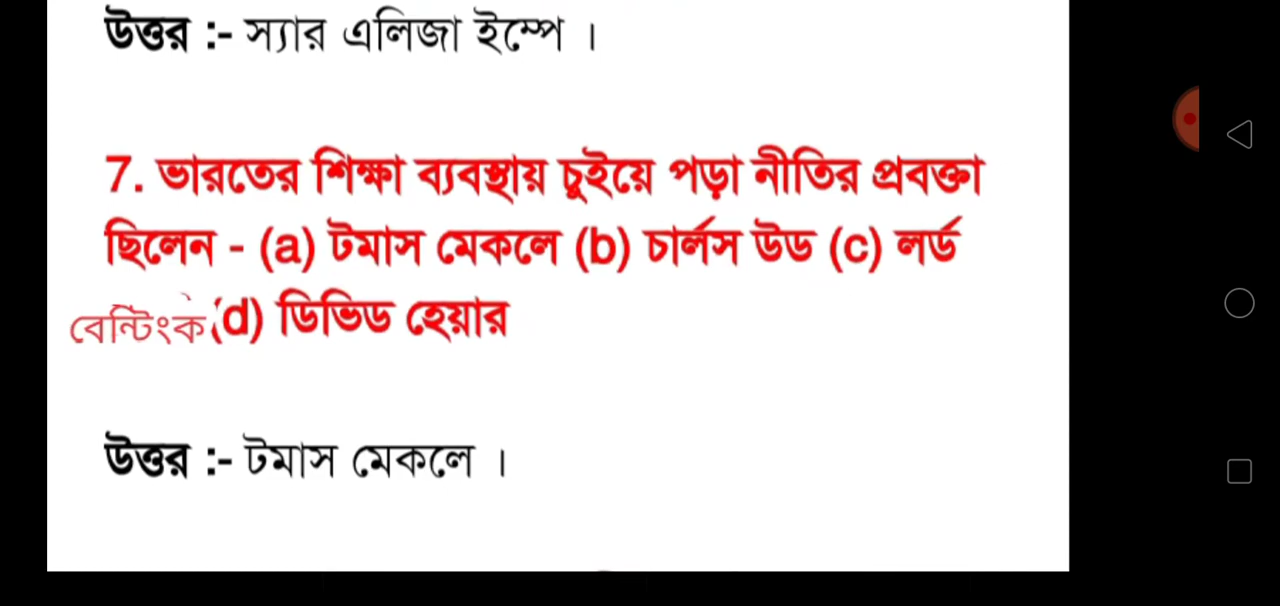 উত্তর :- স্যার এলিজা ইম্পে ।
7. ভারতের শিক্ষা ব্যবস্থায় চুইয়ে পড়া নীতির প্রবক্তা
ছিলেন - (a) টমাস মেকলে (b) চার্লস উড (c) লর্ড
বেন্টিংক (d) ডিভিড হেয়ার
উত্তর :- টমাস মেকলে ।